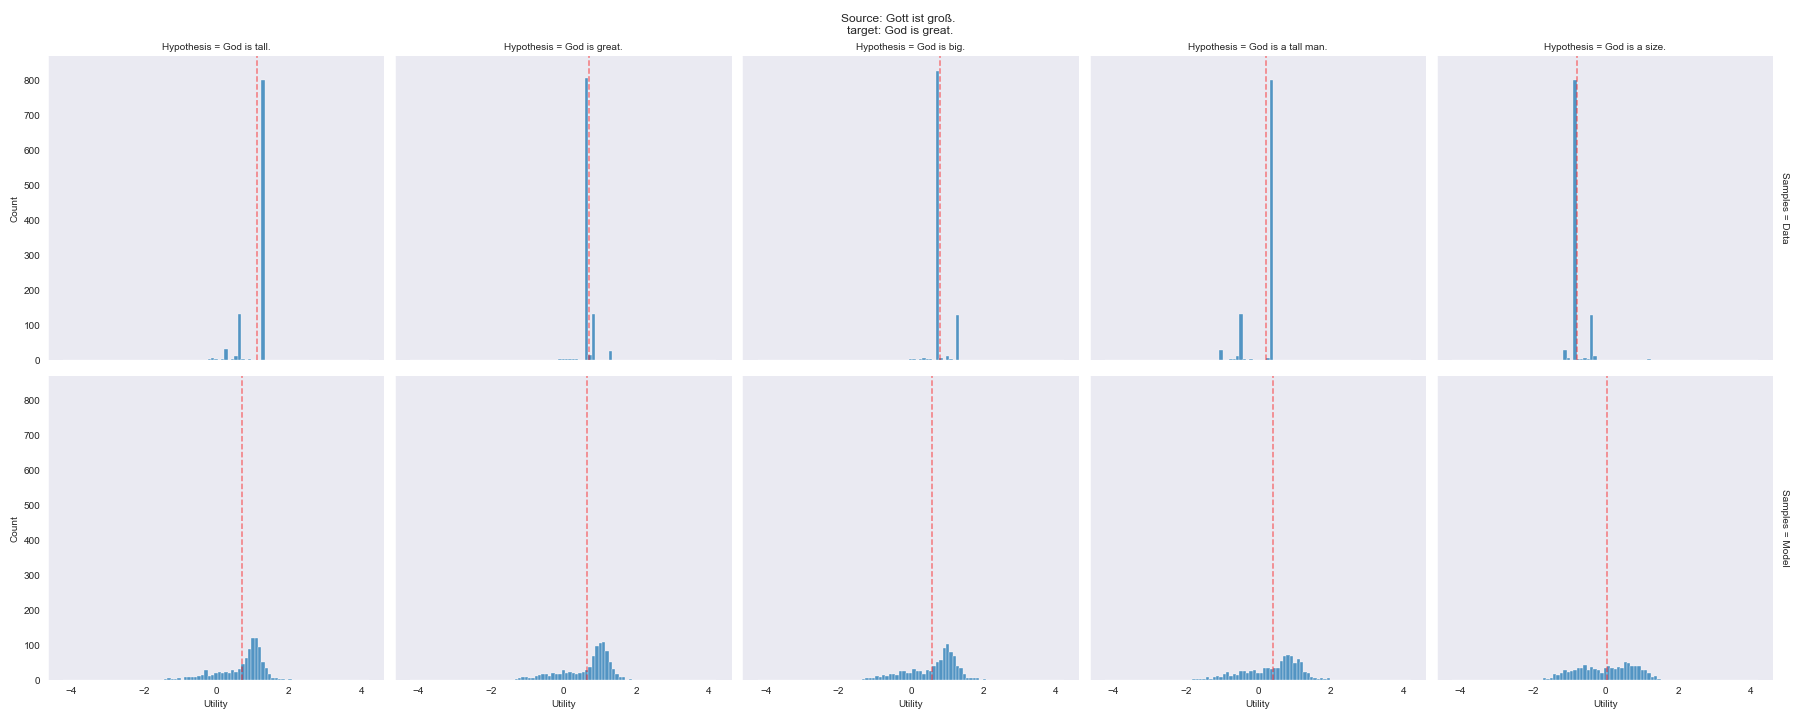 Source: Gott ist groß.
target: God is great.
Hypothesis = God is tall.
Hypothesis = God is great.
Hypothesis = God is big.
Hypothesis = God is a tall man.
Hypothesis = God is a size.
800
700
600
500
400
300
200
100
0
Count
Samples = Data
800
700
600
500
400
300
200
100
0
Count
Samples = Model
−4 −2 0 2 4
−4 −2 0 2 4
−4 −2 0 2 4
−4 −2 0 2 4
−4 −2 0 2 4
Utility
Utility
Utility
Utility
Utility